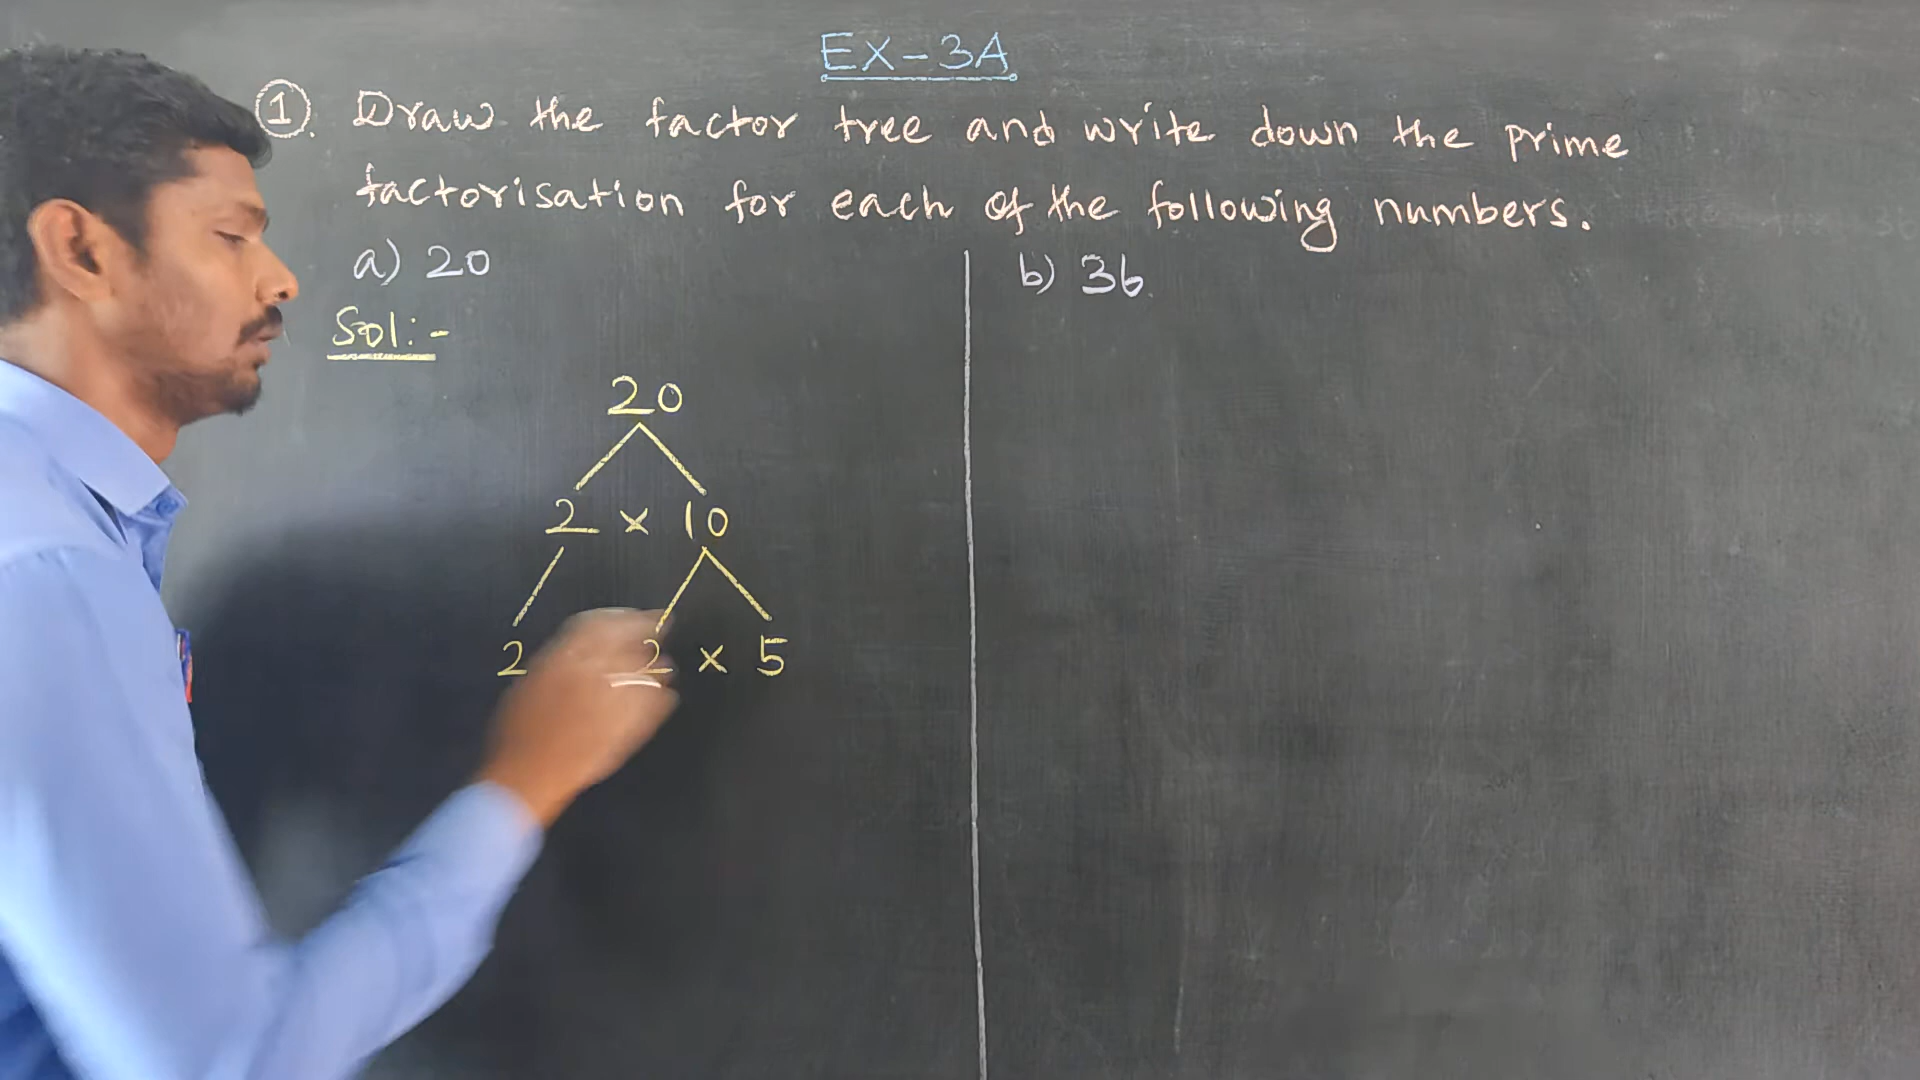 EX-3A
1. Draw the factor tree and write down the prime
factorisation for each of the following numbers.
a) 20
b) 36.
Sol:-
20
2 x 10
2 2 x 5